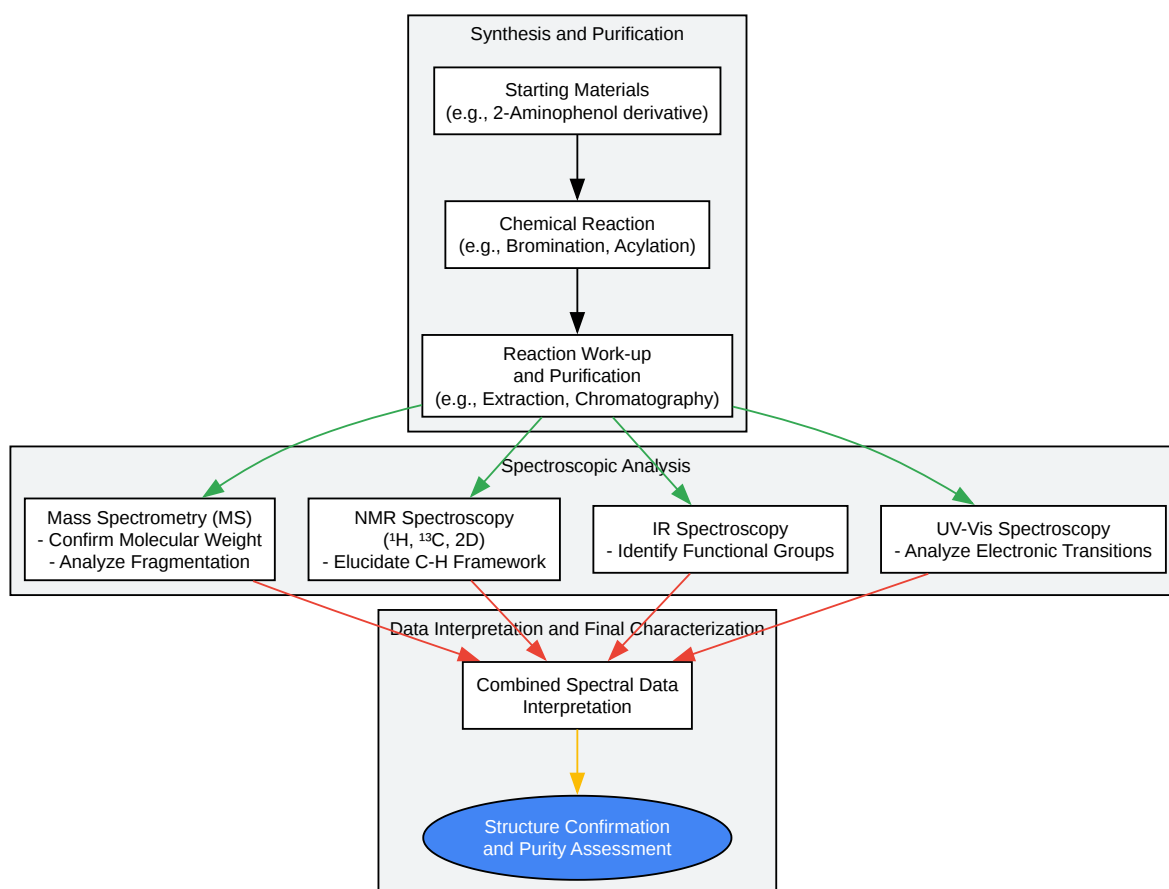 Synthesis and Purification
Starting Materials
(e.g., 2-Aminophenol derivative)
Chemical Reaction
(e.g., Bromination, Acylation)
Reaction Work-up
and Purification
(e.g., Extraction, Chromatography)
Spectroscopic Analysis
Mass Spectrometry (MS)
- Confirm Molecular Weight
- Analyze Fragmentation
NMR Spectroscopy
(¹H, ¹³C, 2D)
- Elucidate C-H Framework
IR Spectroscopy
- Identify Functional Groups
UV-Vis Spectroscopy
- Analyze Electronic Transitions
Data Interpretation and Final Characterization
Combined Spectral Data
Interpretation
Structure Confirmation
and Purity Assessment